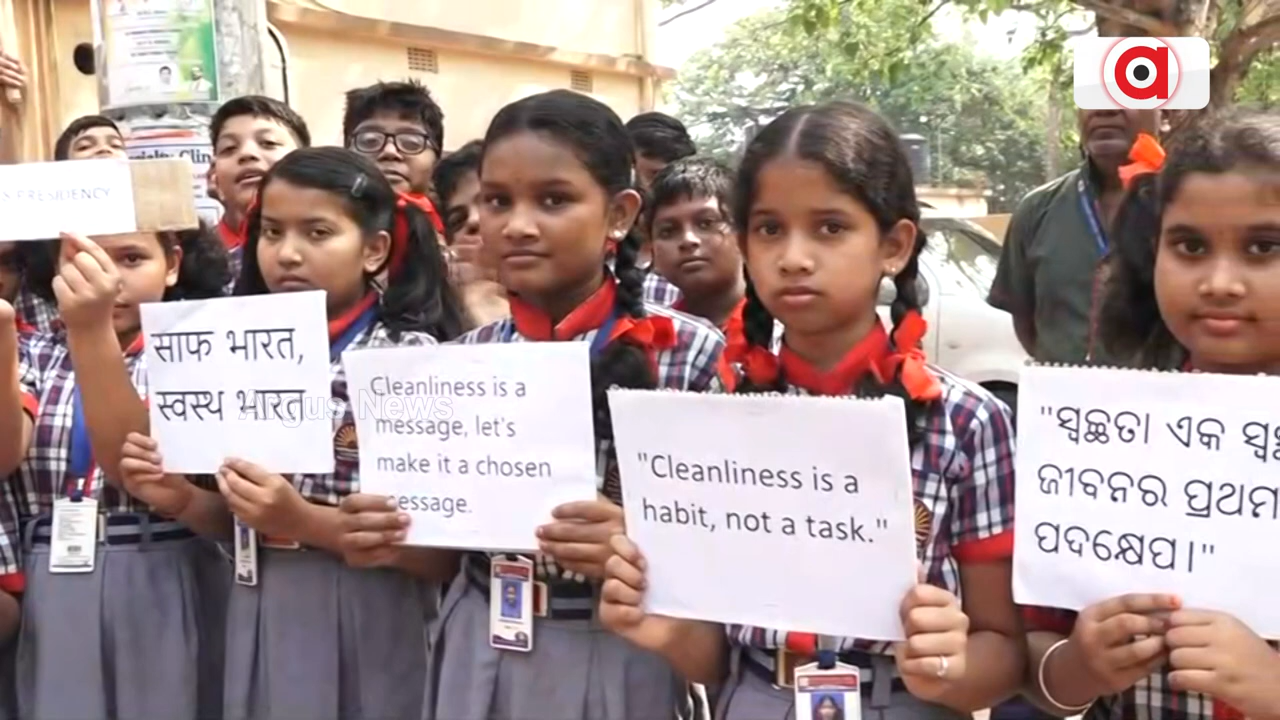 PRESIDENCY
साफ भारत,
स्वस्थ भारत
Argus News
Cleanliness is a
message, let's
make it a chosen
essage.
"Cleanliness is a
habit, not a task."
"ସ୍ୱଚ୍ଛତା ଏକ
ଜୀବନର ପ୍ରଥମ
ପଦକ୍ଷେପ।"